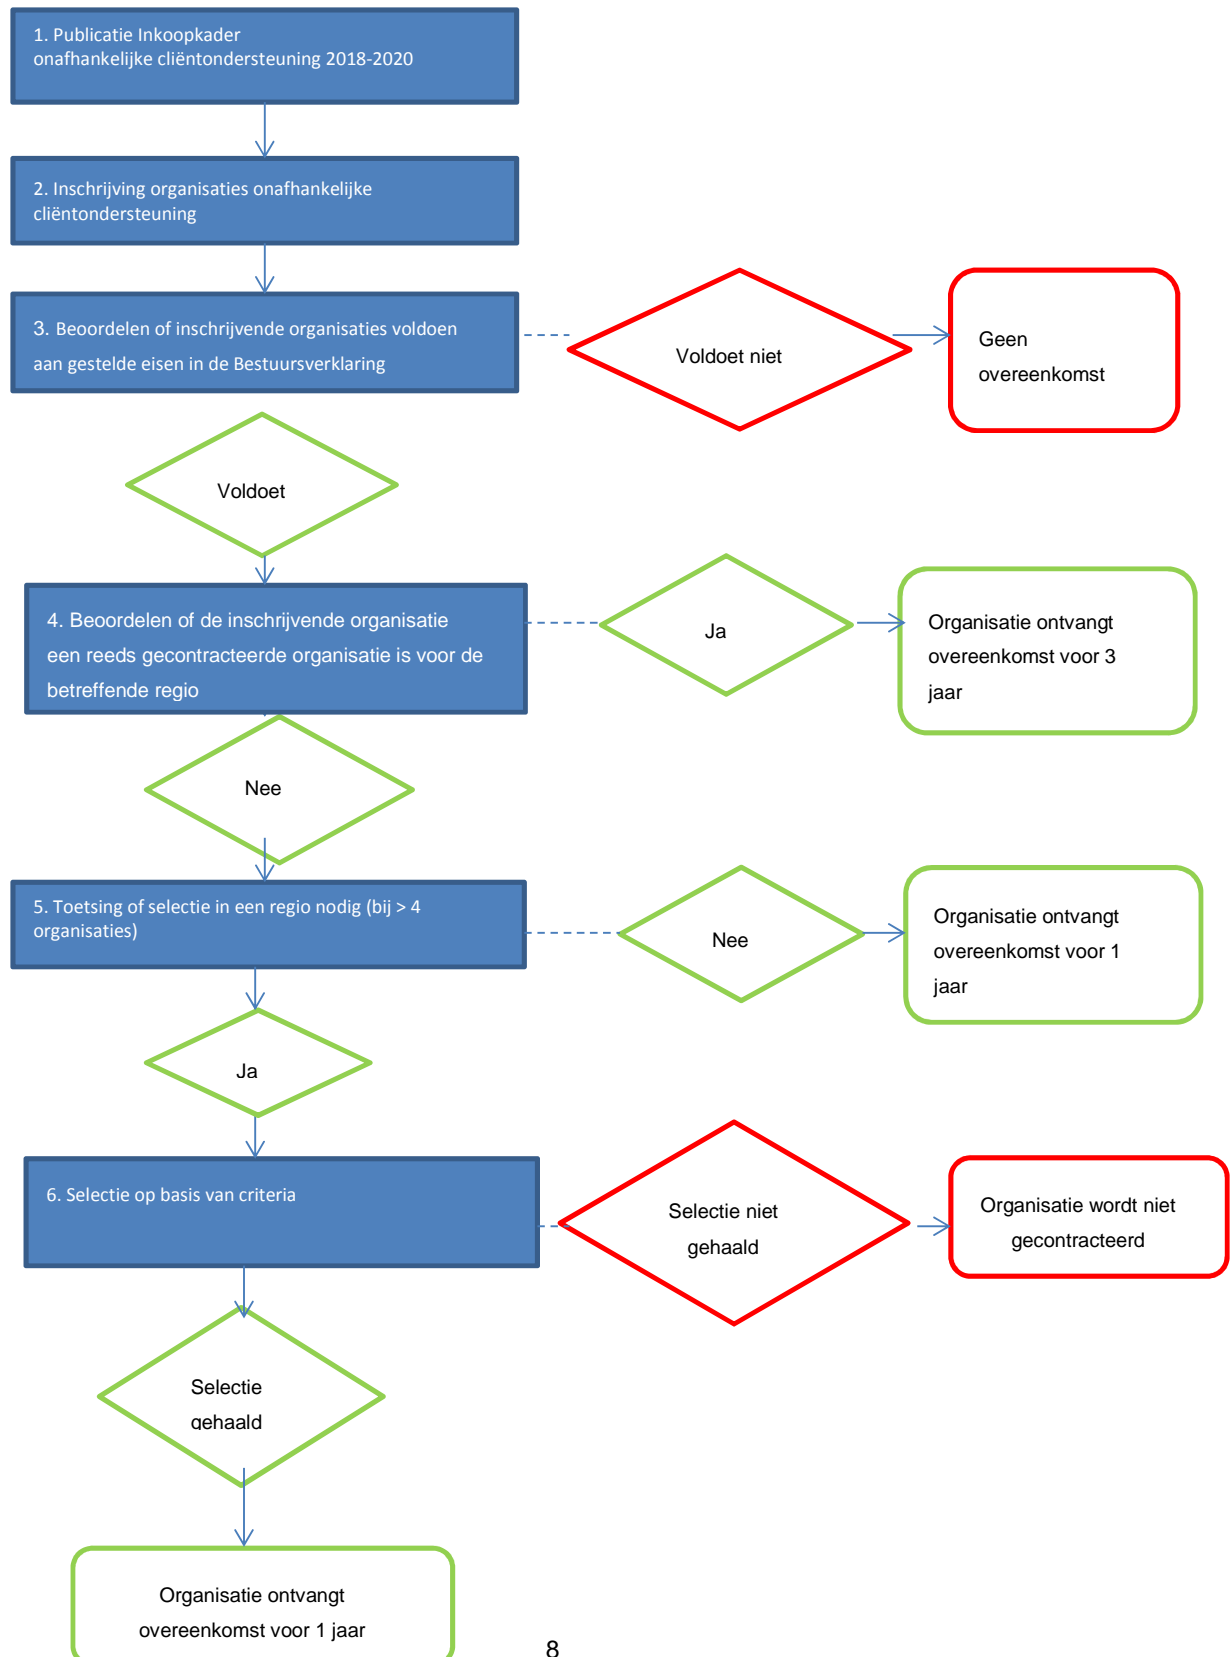 1. Publicatie Inkoopkader
onafhankelijke cliëntondersteuning 2018-2020
2. Inschrijving organisaties onafhankelijke
cliëntondersteuning
3. Beoordelen of inschrijvende organisaties voldoen
aan gestelde eisen in de Bestuursverklaring
Voldoet niet
Geen
overeenkomst
Voldoet
4. Beoordelen of de inschrijvende organisatie
een reeds gecontracteerde organisatie is voor de
betreffende regio
Ja
Organisatie ontvangt
overeenkomst voor 3
jaar
Nee
5. Toetsing of selectie in een regio nodig (bij > 4
organisaties)
Nee
Organisatie ontvangt
overeenkomst voor 1
jaar
Ja
6. Selectie op basis van criteria
Selectie niet
gehaald
Organisatie wordt niet
gecontracteerd
Selectie
gehaald
Organisatie ontvangt
overeenkomst voor 1 jaar
8